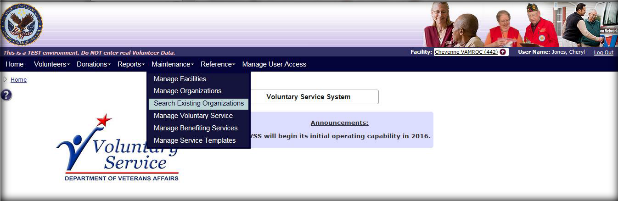 This is a TEST environment. Do NOT enter real Volunteer Data.
Facility: Cheyenne VAMROC (442) User Name: Jones, Cheryl Log Out
Home Volunteers Donations Reports Maintenance Reference Manage User Access
Home
Manage Facilities
Manage Organizations
Search Existing Organizations
Manage Voluntary Service
Manage Benefiting Services
Manage Service Templates
Voluntary Service System
Announcements:
VSS will begin its initial operating capability in 2016.
Voluntary
Service
DEPARTMENT OF VETERANS AFFAIRS